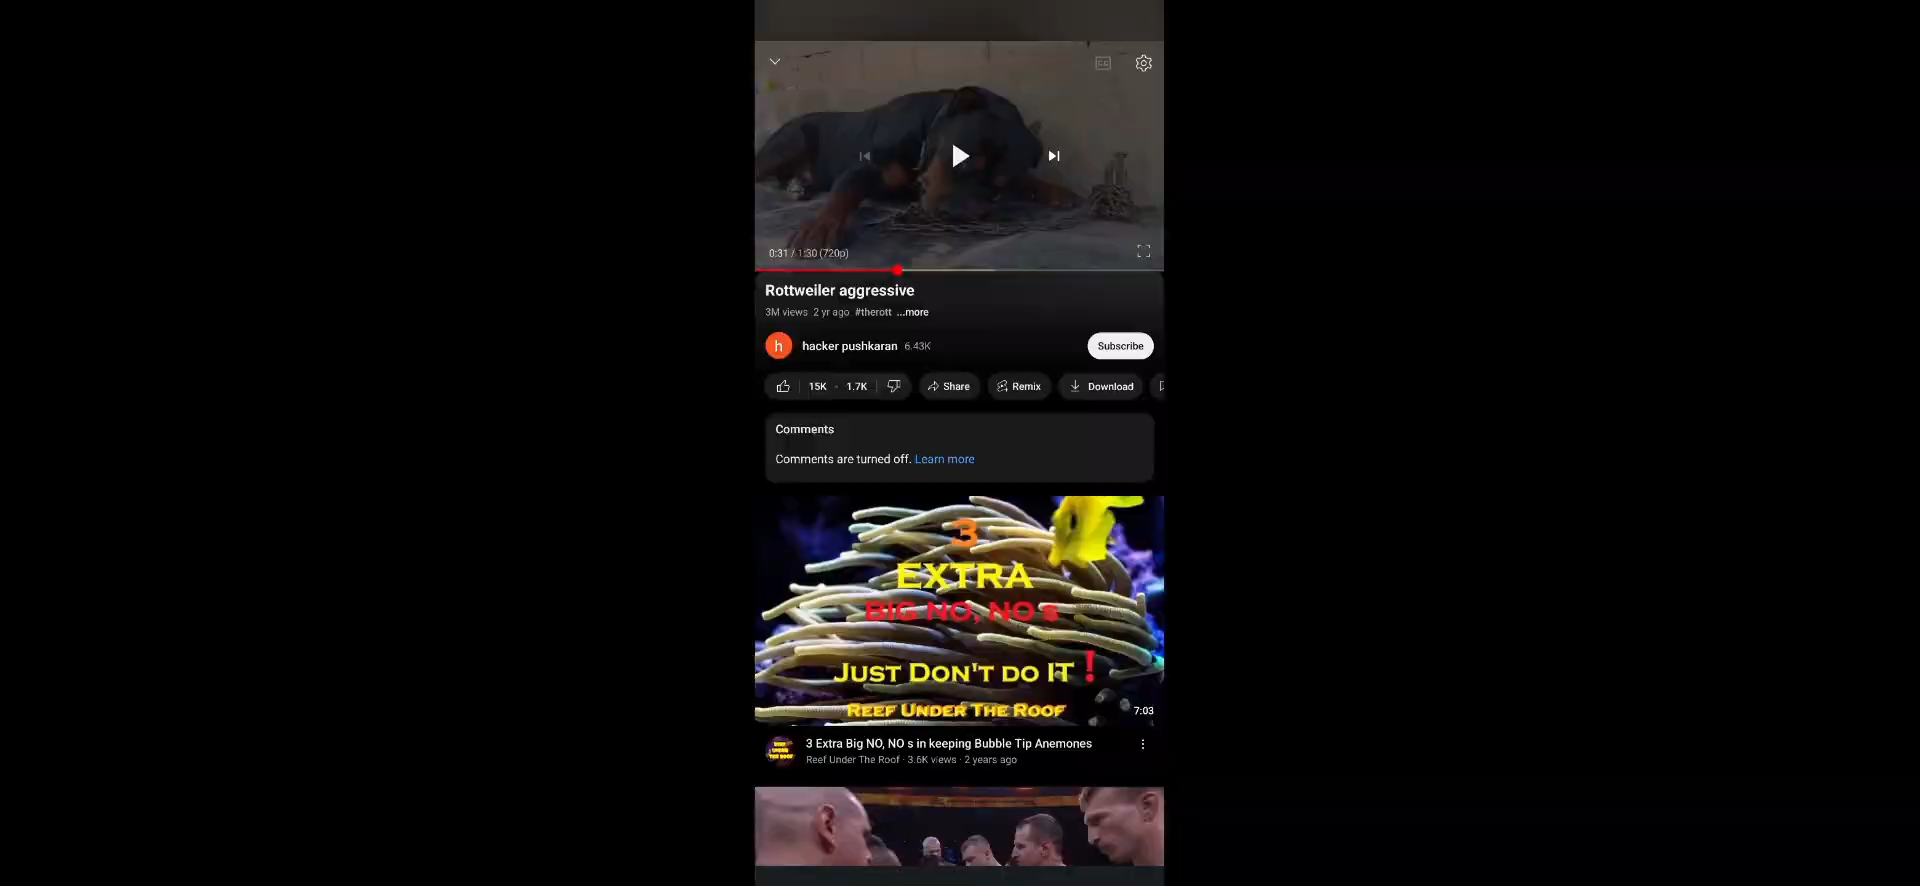 CC
0:31 / 1:30 (720p)
Rottweiler aggressive
3M views 2 yr ago #therott ...more
h hacker pushkaran 6.43K Subscribe
15K 1.7K Share Remix Download
Comments
Comments are turned off. Learn more
3
EXTRA
BIG NO, NO s
JUST DON'T DO IT❗
REEF UNDER THE ROOF
7:03
3 Extra Big NO, NO s in keeping Bubble Tip Anemones
Reef Under The Roof · 3.6K views · 2 years ago